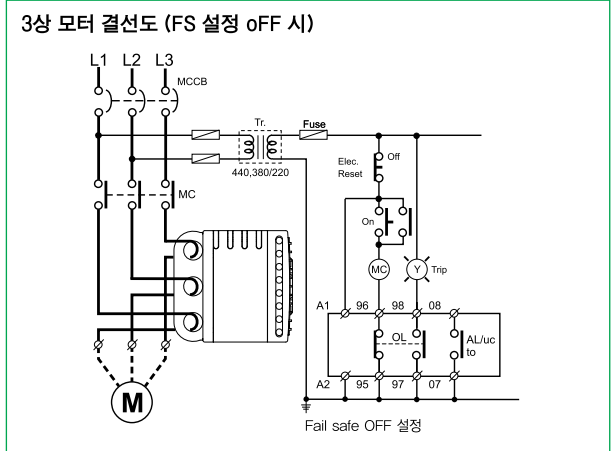 3상 모터 결선도 (FS 설정 oFF 시)
L1 L2 L3
MCCB
Tr.
Fuse
440,380/220
Elec.
Reset
Off
MC
On
MC
Y
Trip
A1 96 98 08
OL
AL/uc
to
A2 95 97 07
M
Fail safe OFF 설정